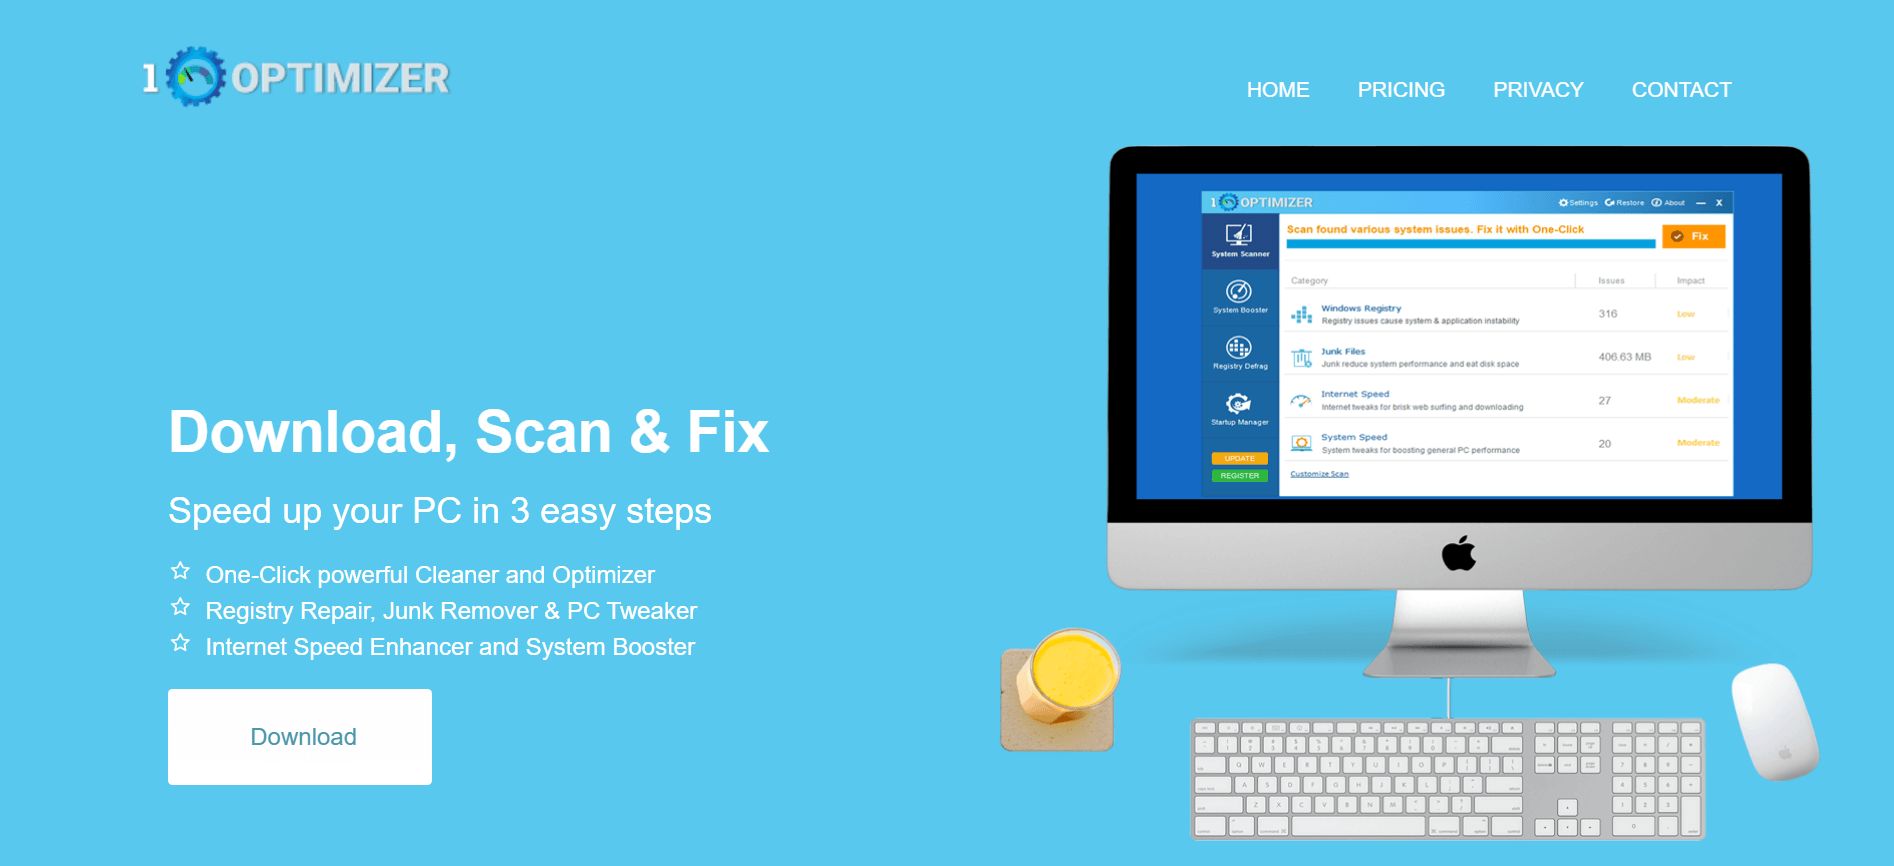 1 OPTIMIZER
HOME PRICING PRIVACY CONTACT
1 OPTIMIZER
Settings Restore About X
Scan found various system issues. Fix it with One-Click
Fix
System Scanner
Category Issues Impact
System Booster
Windows Registry
Registry issues cause system & application instability
316 Low
Registry Defrag
Junk Files
Junk reduce system performance and eat disk space
406.63 MB Low
Startup Manager
Internet Speed
Internet tweaks for brisk web surfing and downloading
27 Moderate
System Speed
System tweaks for boosting general PC performance
20 Moderate
UPDATE
REGISTER
Customize Scan
Download, Scan & Fix
Speed up your PC in 3 easy steps
One-Click powerful Cleaner and Optimizer
Registry Repair, Junk Remover & PC Tweaker
Internet Speed Enhancer and System Booster
Download
Q W E R T Y U I O P
A S D F G H J K L
Z X C V B N M